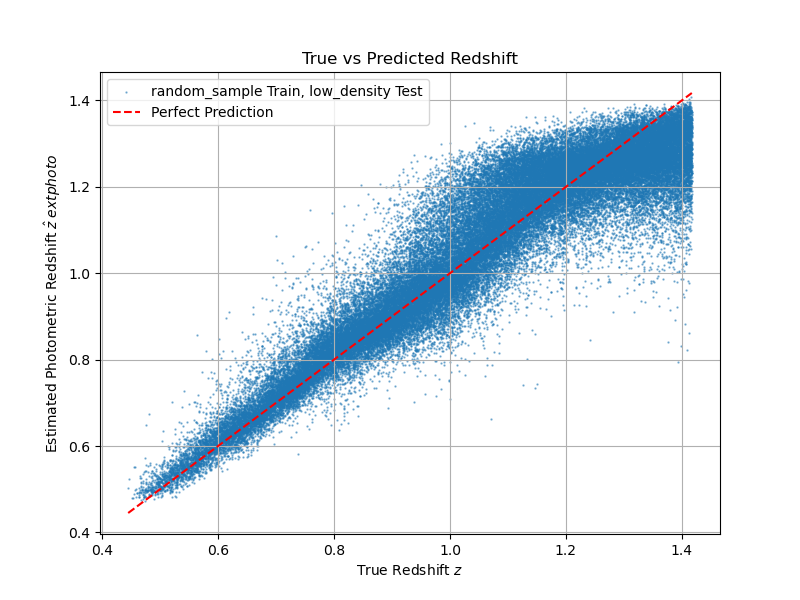 True vs Predicted Redshift
random_sample Train, low_density Test
Perfect Prediction
Estimated Photometric Redshift ẑ extphoto
1.4
1.2
1.0
0.8
0.6
0.4
0.4 0.6 0.8 1.0 1.2 1.4
True Redshift z